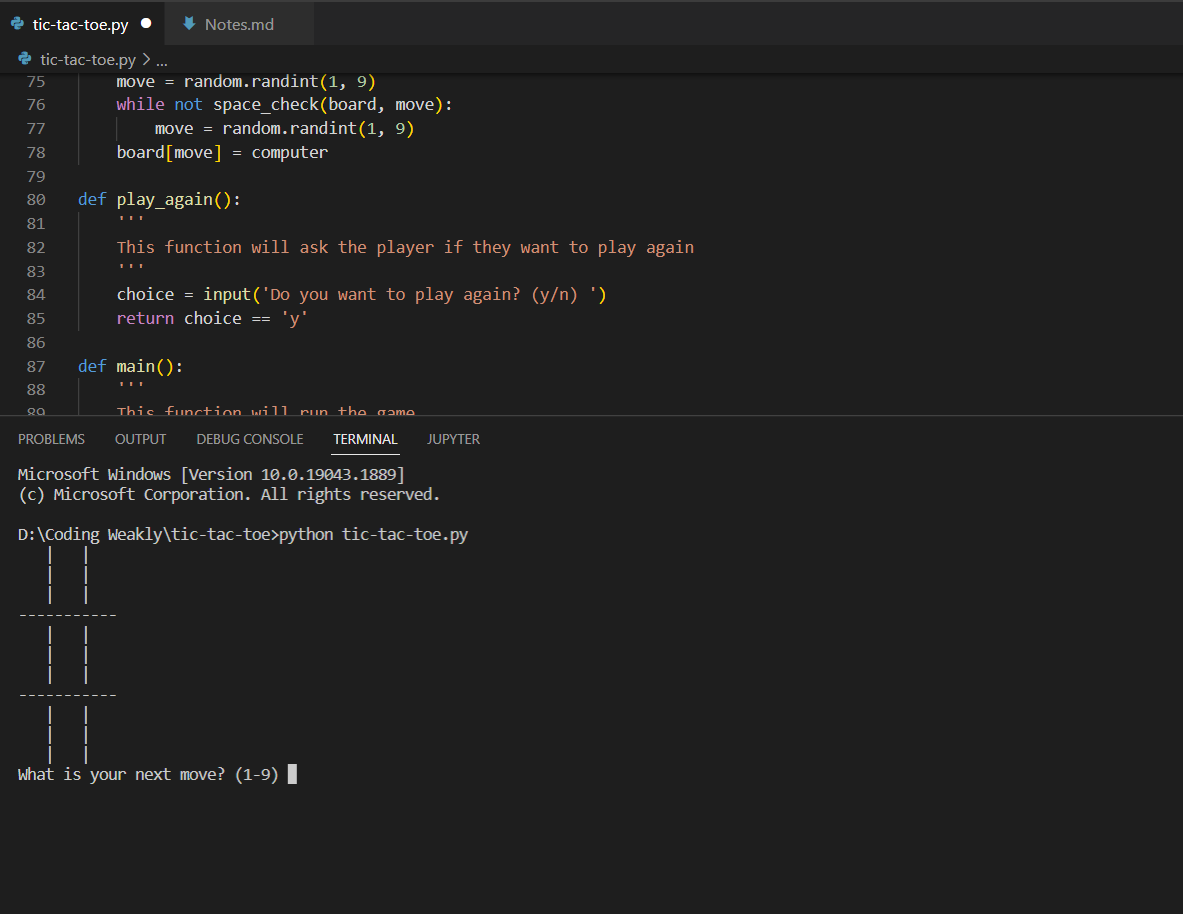 tic-tac-toe.py Notes.md
tic-tac-toe.py > ...
75 move = random.randint(1, 9)
76 while not space_check(board, move):
77 move = random.randint(1, 9)
78 board[move] = computer
79
80 def play_again():
81 '''
82 This function will ask the player if they want to play again
83 '''
84 choice = input('Do you want to play again? (y/n) ')
85 return choice == 'y'
86
87 def main():
88 '''
89 This function will run the game
PROBLEMS OUTPUT DEBUG CONSOLE TERMINAL JUPYTER
Microsoft Windows [Version 10.0.19043.1889]
(c) Microsoft Corporation. All rights reserved.
D:\Coding Weakly\tic-tac-toe>python tic-tac-toe.py
   |   |
   |   |
   |   |
-----------
   |   |
   |   |
   |   |
-----------
   |   |
   |   |
   |   |
What is your next move? (1-9)